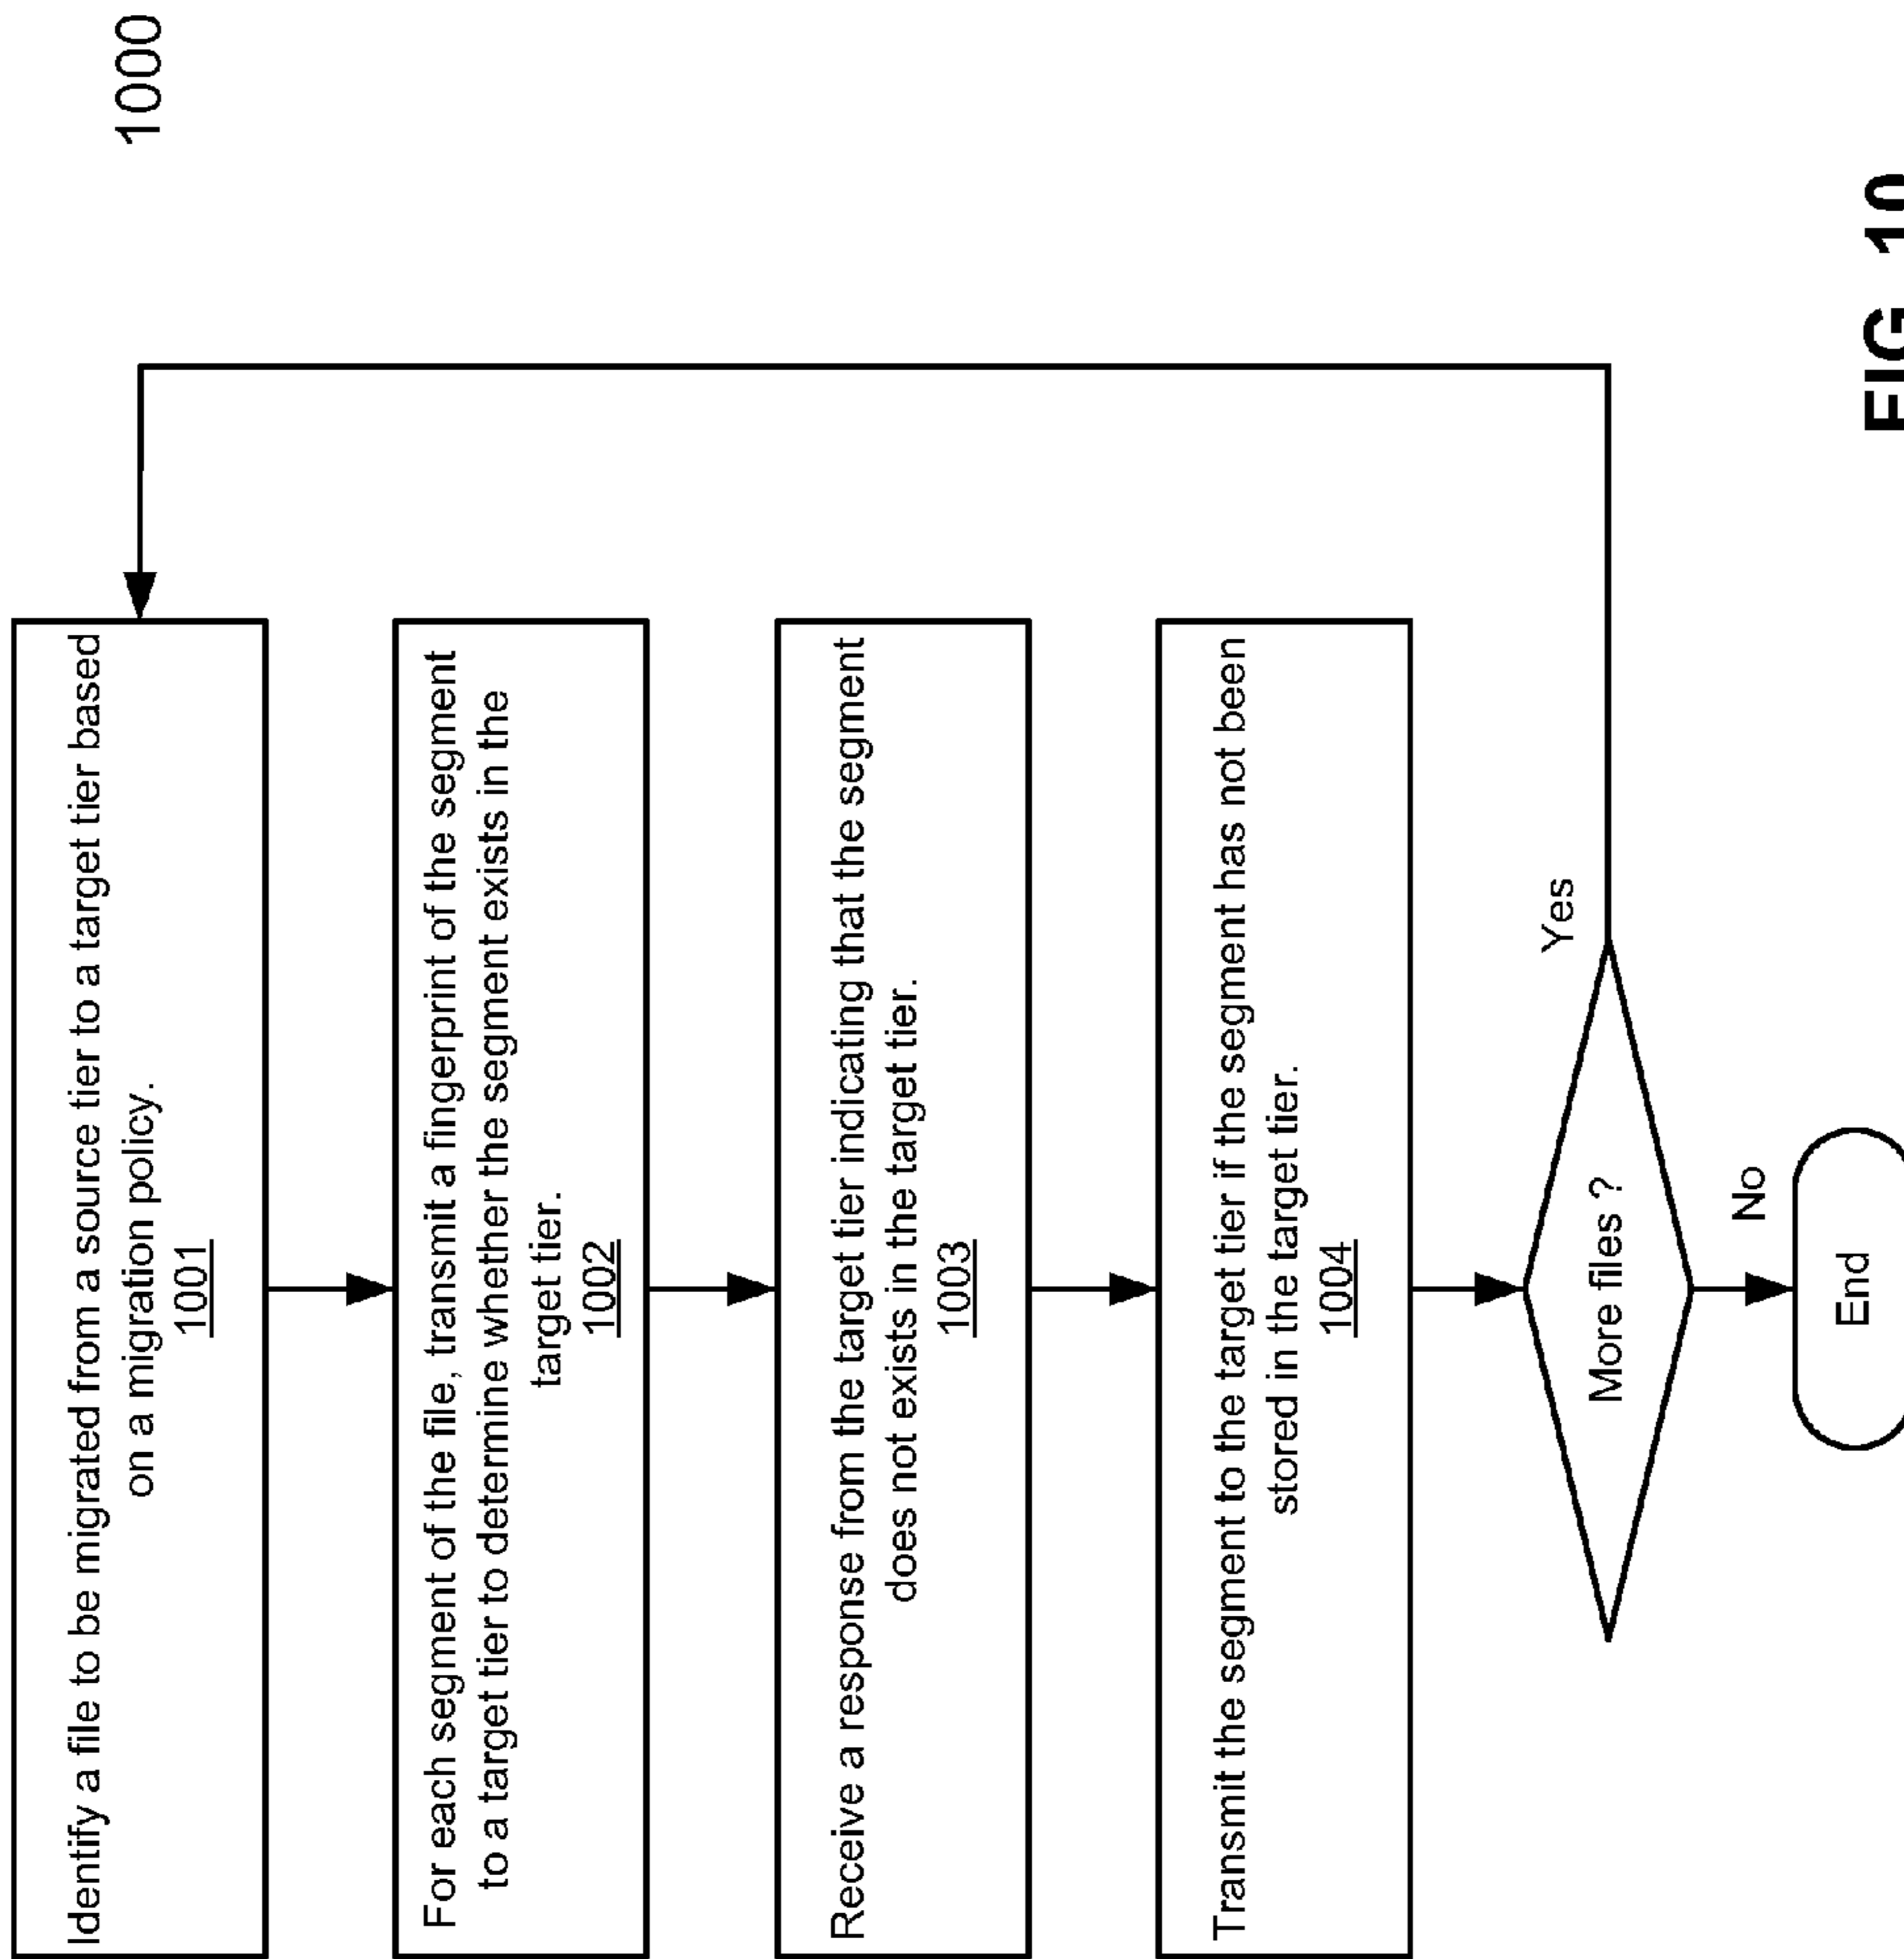 1000
Identify a file to be migrated from a source tier to a target tier based
on a migration policy.
1001
For each segment of the file, transmit a fingerprint of the segment
to a target tier to determine whether the segment exists in the
target tier.
1002
Receive a response from the target tier indicating that the segment
does not exists in the target tier.
1003
Transmit the segment to the target tier if the segment has not been
stored in the target tier.
1004
More files ?
Yes
No
End
FIG. 10